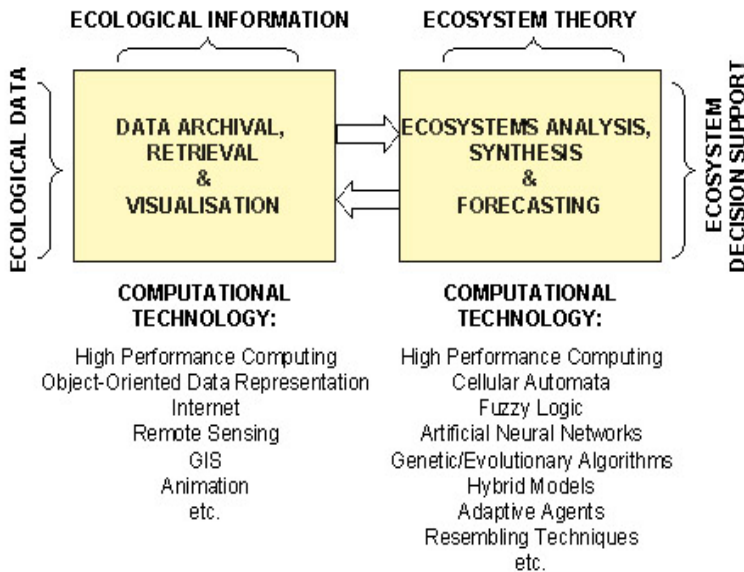 ECOLOGICAL INFORMATION
ECOSYSTEM THEORY
ECOLOGICAL DATA
DATA ARCHIVAL,
RETRIEVAL
&
VISUALISATION
ECOSYSTEMS ANALYSIS,
SYNTHESIS
&
FORECASTING
ECOSYSTEM
DECISION SUPPORT
COMPUTATIONAL
TECHNOLOGY:
High Performance Computing
Object-Oriented Data Representation
Internet
Remote Sensing
GIS
Animation
etc.
COMPUTATIONAL
TECHNOLOGY:
High Performance Computing
Cellular Automata
Fuzzy Logic
Artificial Neural Networks
Genetic/Evolutionary Algorithms
Hybrid Models
Adaptive Agents
Resembling Techniques
etc.